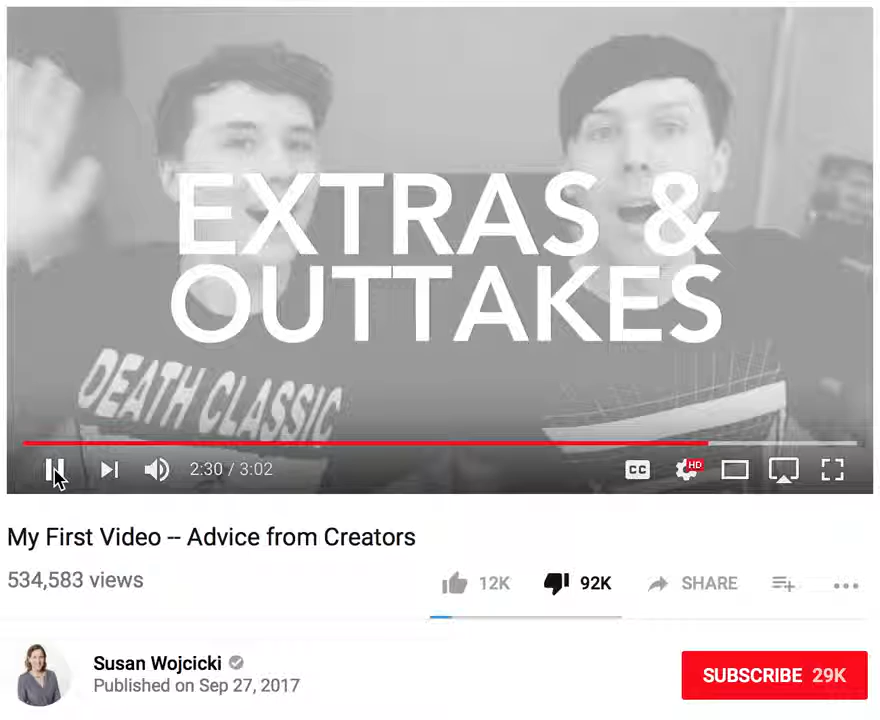 EXTRAS &
OUTTAKES
DEATH CLASSIC
2:30 / 3:02
CC
HD
My First Video -- Advice from Creators
534,583 views
12K
92K
SHARE
Susan Wojcicki
Published on Sep 27, 2017
SUBSCRIBE 29K